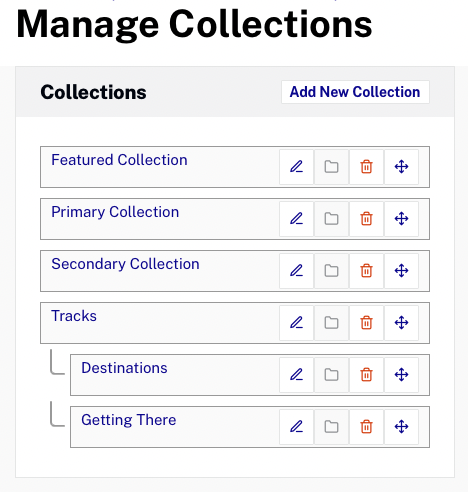 Manage Collections
Collections
Add New Collection
Featured Collection
Primary Collection
Secondary Collection
Tracks
Destinations
Getting There